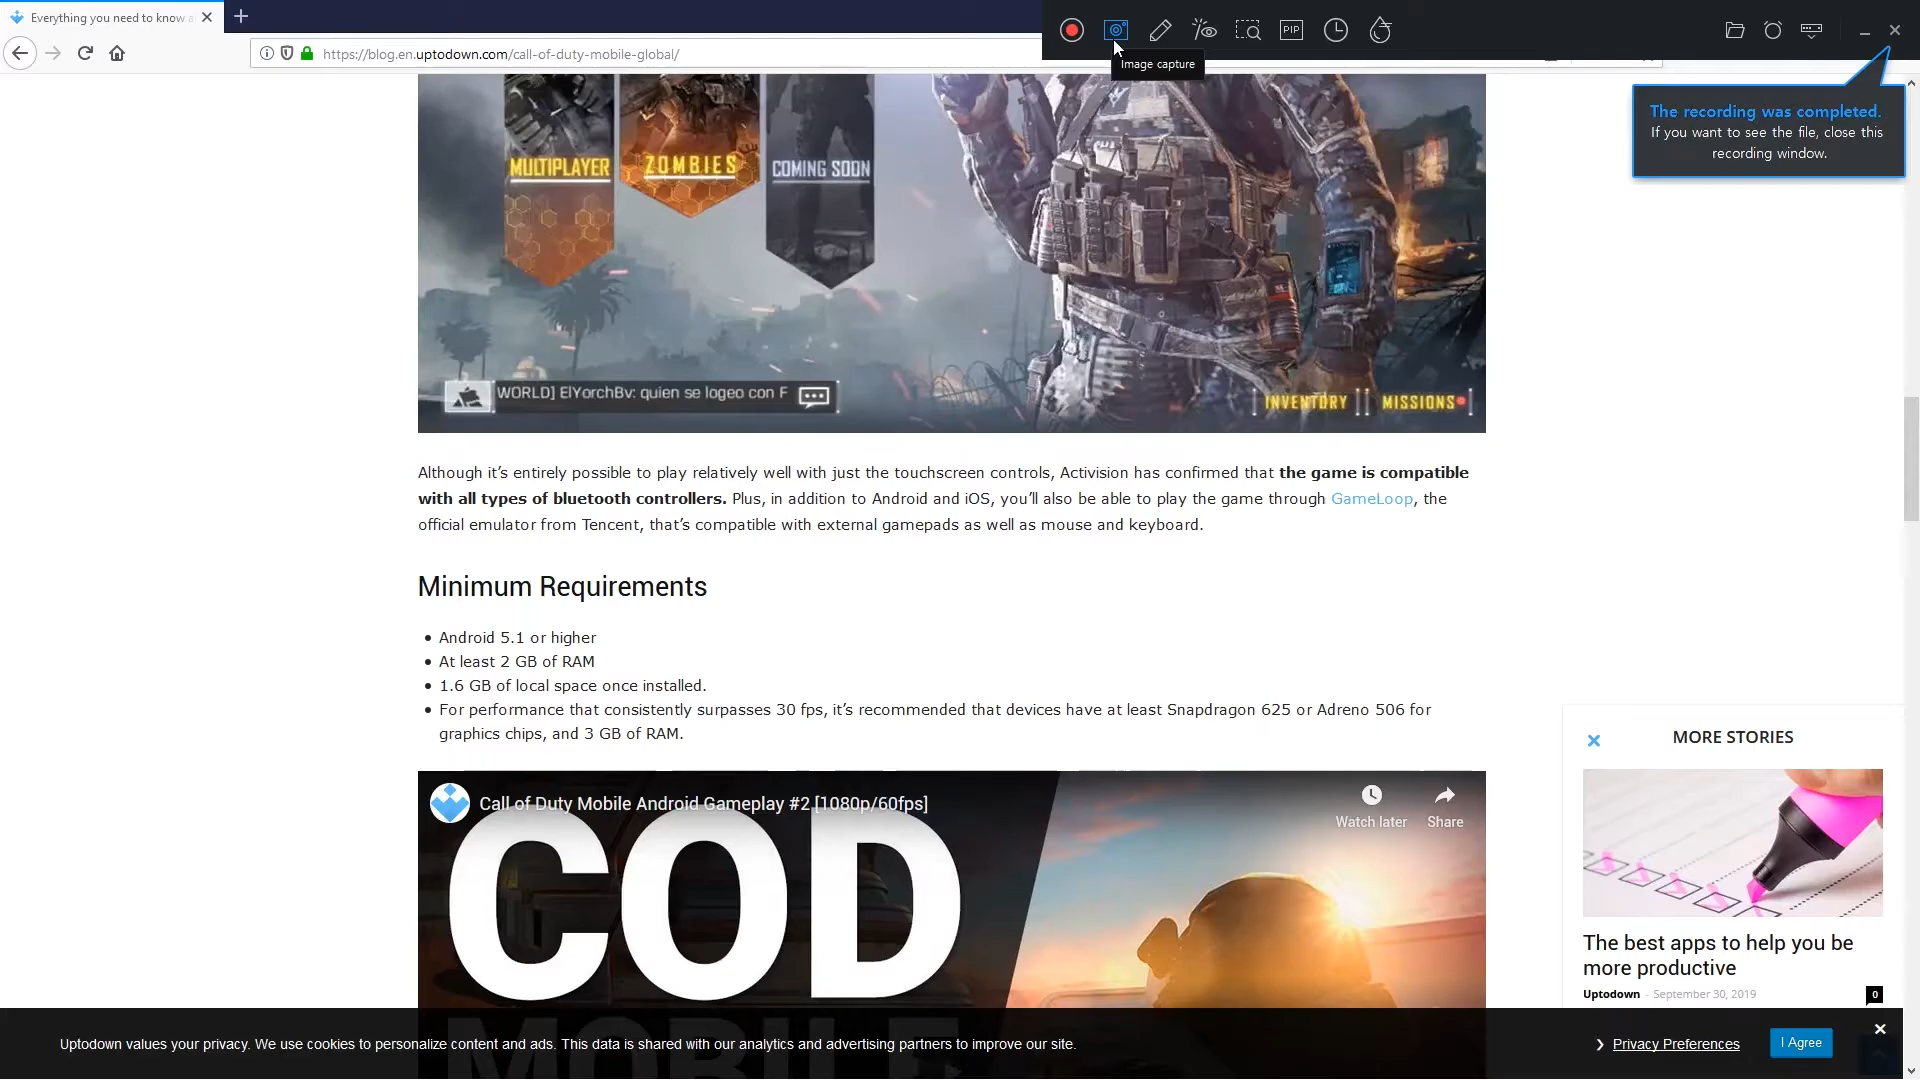 Everything you need to know a
https://blog.en.uptodown.com/call-of-duty-mobile-global/
PIP
Image capture
The recording was completed.
If you want to see the file, close this
recording window.
MULTIPLAYER
ZOMBIES
COMING SOON
WORLD] ElYorchBv: quien se logeo con F
INVENTORY
MISSIONS
Although it’s entirely possible to play relatively well with just the touchscreen controls, Activision has confirmed that the game is compatible
with all types of bluetooth controllers. Plus, in addition to Android and iOS, you’ll also be able to play the game through GameLoop, the
official emulator from Tencent, that’s compatible with external gamepads as well as mouse and keyboard.
Minimum Requirements
Android 5.1 or higher
At least 2 GB of RAM
1.6 GB of local space once installed.
For performance that consistently surpasses 30 fps, it’s recommended that devices have at least Snapdragon 625 or Adreno 506 for
graphics chips, and 3 GB of RAM.
Call of Duty Mobile Android Gameplay #2 [1080p/60fps]
Watch later
Share
COD
MOBILE
MORE STORIES
The best apps to help you be
more productive
Uptodown - September 30, 2019
0
Uptodown values your privacy. We use cookies to personalize content and ads. This data is shared with our analytics and advertising partners to improve our site.
Privacy Preferences
I Agree